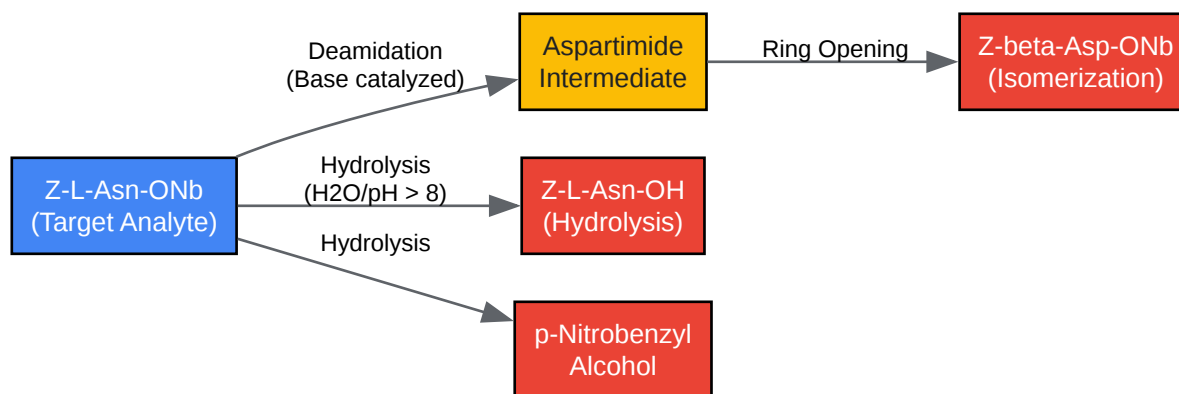 Deamidation
(Base catalyzed)
Aspartimide
Intermediate
Ring Opening
Z-beta-Asp-ONb
(Isomerization)
Z-L-Asn-ONb
(Target Analyte)
Hydrolysis
(H2O/pH > 8)
Z-L-Asn-OH
(Hydrolysis)
Hydrolysis
p-Nitrobenzyl
Alcohol